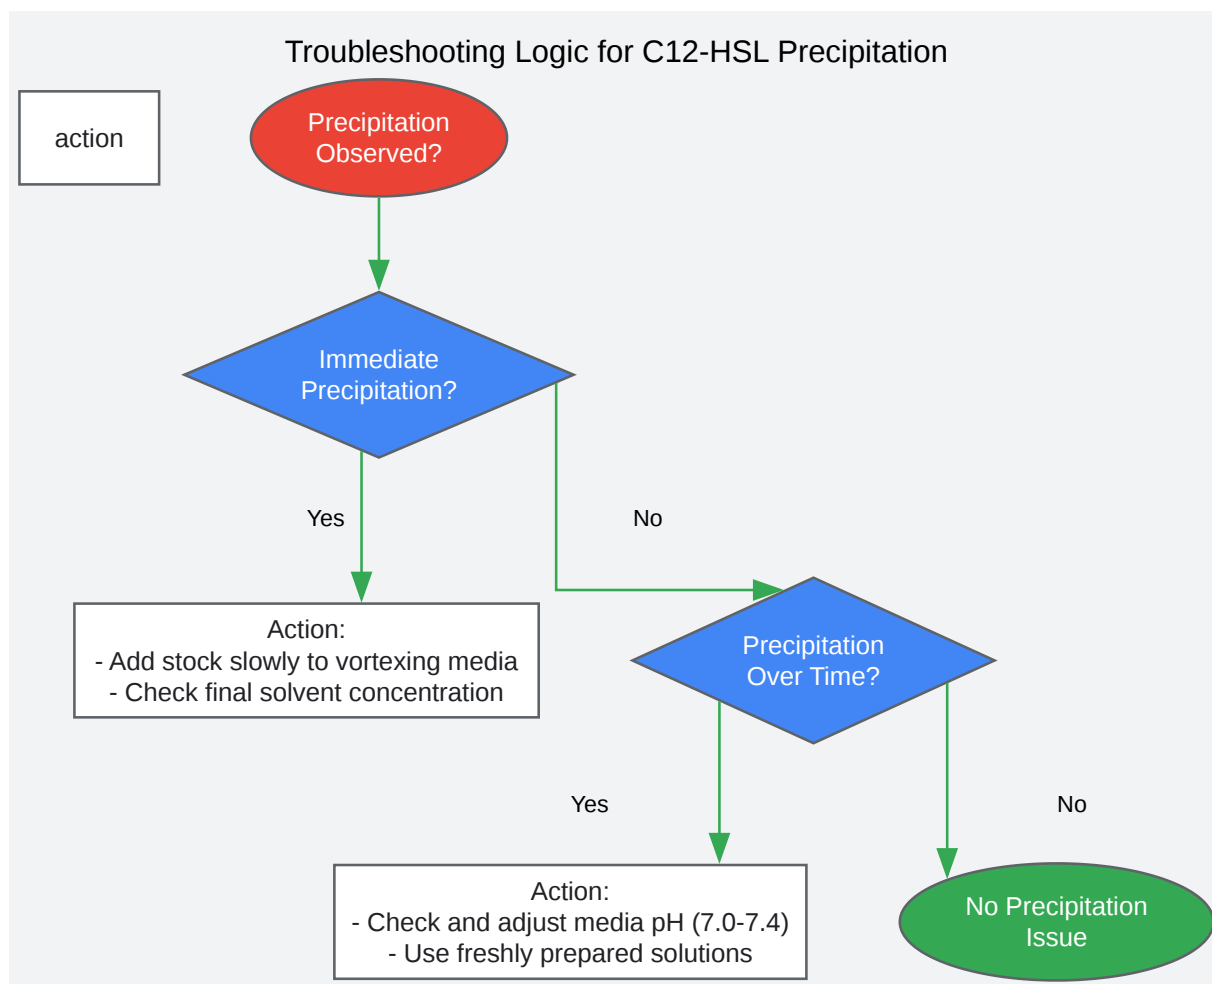 Troubleshooting Logic for C12-HSL Precipitation
action
Precipitation
Observed?
Immediate
Precipitation?
Yes
No
Action:
- Add stock slowly to vortexing media
- Check final solvent concentration
Precipitation
Over Time?
Yes
No
Action:
- Check and adjust media pH (7.0-7.4)
- Use freshly prepared solutions
No Precipitation
Issue